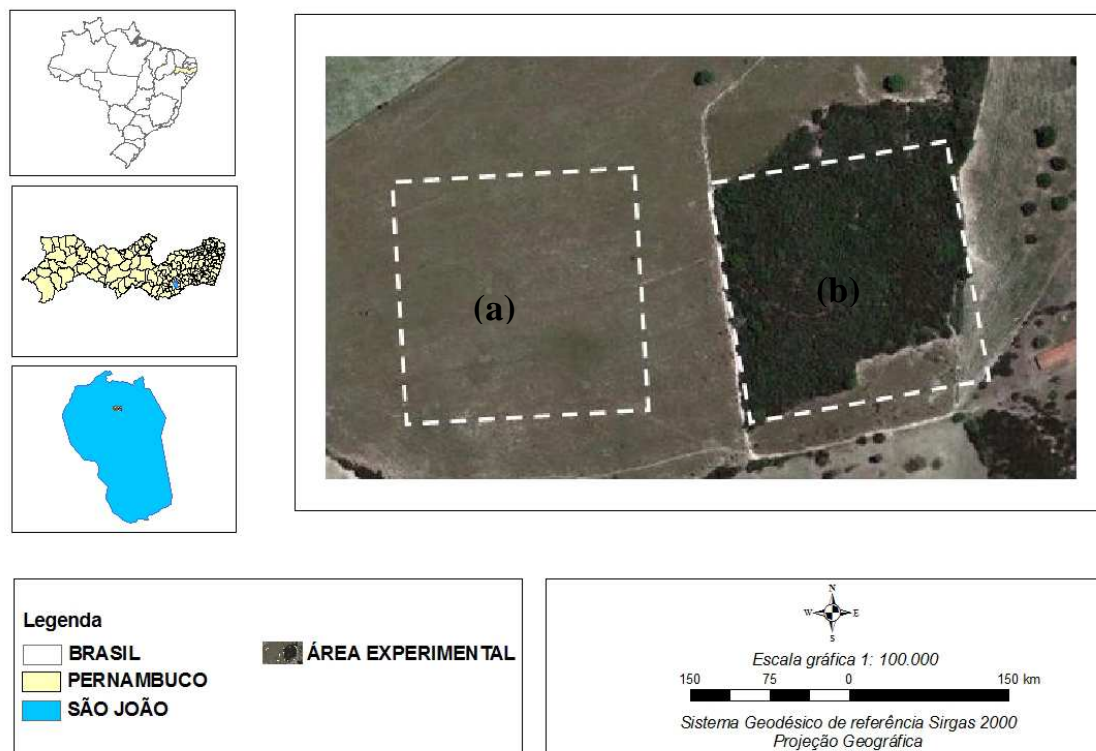 (a)
(b)
Legenda
BRASIL
PERNAMBUCO
SÃO JOÃO
ÁREA EXPERIMENTAL
N
W E
S
Escala gráfica 1: 100.000
150 75 0 150 km
Sistema Geodésico de referência Sirgas 2000
Projeção Geográfica